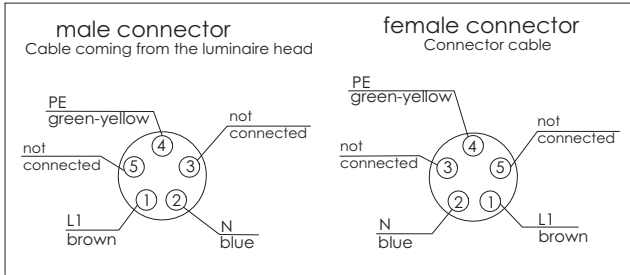 male connector
Cable coming from the luminaire head
PE
green-yellow
not
connected
not
connected
4
5
3
1
2
L1
brown
N
blue
female connector
Connector cable
PE
green-yellow
not
connected
not
connected
4
3
5
2
1
N
blue
L1
brown